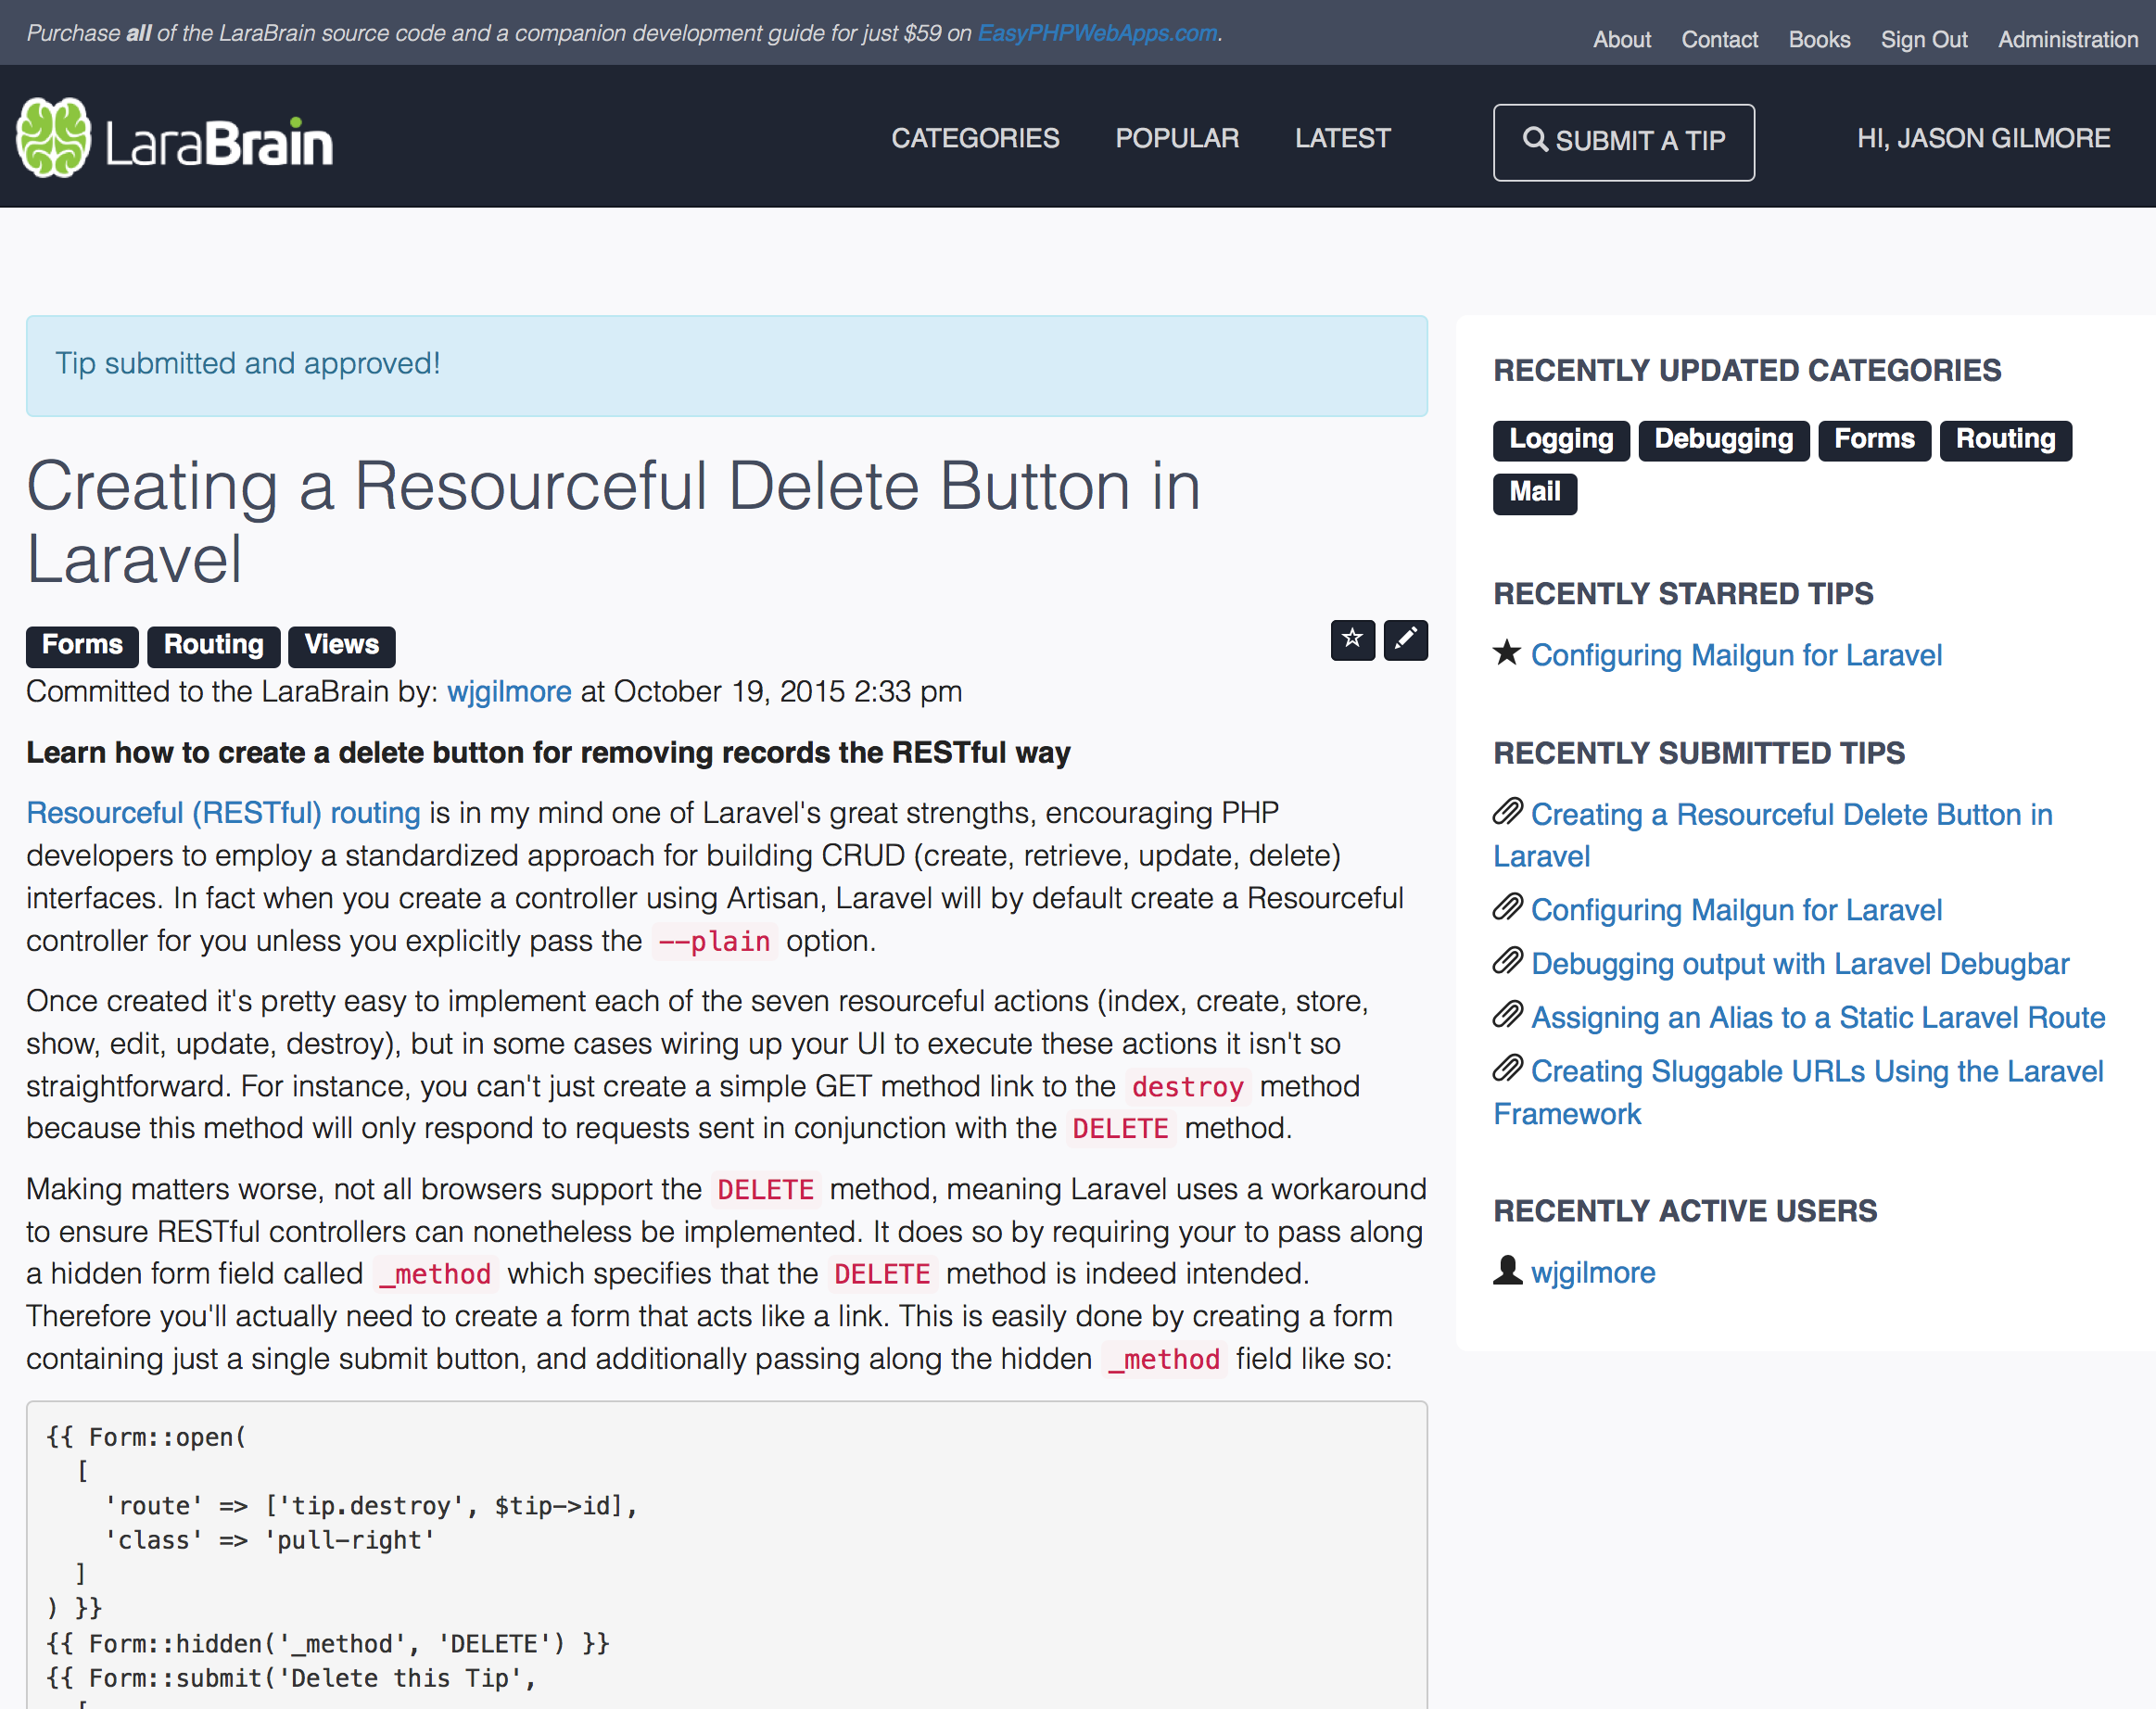 Purchase all of the LaraBrain source code and a companion development guide for just $59 on EasyPHPWebApps.com.
About Contact Books Sign Out Administration
LaraBrain
CATEGORIES POPULAR LATEST SUBMIT A TIP HI, JASON GILMORE
Tip submitted and approved!
Creating a Resourceful Delete Button in
Laravel
Forms Routing Views
Committed to the LaraBrain by: wjgilmore at October 19, 2015 2:33 pm
Learn how to create a delete button for removing records the RESTful way
Resourceful (RESTful) routing is in my mind one of Laravel's great strengths, encouraging PHP
developers to employ a standardized approach for building CRUD (create, retrieve, update, delete)
interfaces. In fact when you create a controller using Artisan, Laravel will by default create a Resourceful
controller for you unless you explicitly pass the --plain option.
Once created it's pretty easy to implement each of the seven resourceful actions (index, create, store,
show, edit, update, destroy), but in some cases wiring up your UI to execute these actions it isn't so
straightforward. For instance, you can't just create a simple GET method link to the destroy method
because this method will only respond to requests sent in conjunction with the DELETE method.
Making matters worse, not all browsers support the DELETE method, meaning Laravel uses a workaround
to ensure RESTful controllers can nonetheless be implemented. It does so by requiring your to pass along
a hidden form field called _method which specifies that the DELETE method is indeed intended.
Therefore you'll actually need to create a form that acts like a link. This is easily done by creating a form
containing just a single submit button, and additionally passing along the hidden _method field like so:
{{ Form::open(
[
'route' => ['tip.destroy', $tip->id],
'class' => 'pull-right'
]
) }}
{{ Form::hidden('_method', 'DELETE') }}
{{ Form::submit('Delete this Tip',
[
RECENTLY UPDATED CATEGORIES
Logging Debugging Forms Routing
Mail
RECENTLY STARRED TIPS
Configuring Mailgun for Laravel
RECENTLY SUBMITTED TIPS
Creating a Resourceful Delete Button in
Laravel
Configuring Mailgun for Laravel
Debugging output with Laravel Debugbar
Assigning an Alias to a Static Laravel Route
Creating Sluggable URLs Using the Laravel
Framework
RECENTLY ACTIVE USERS
wjgilmore